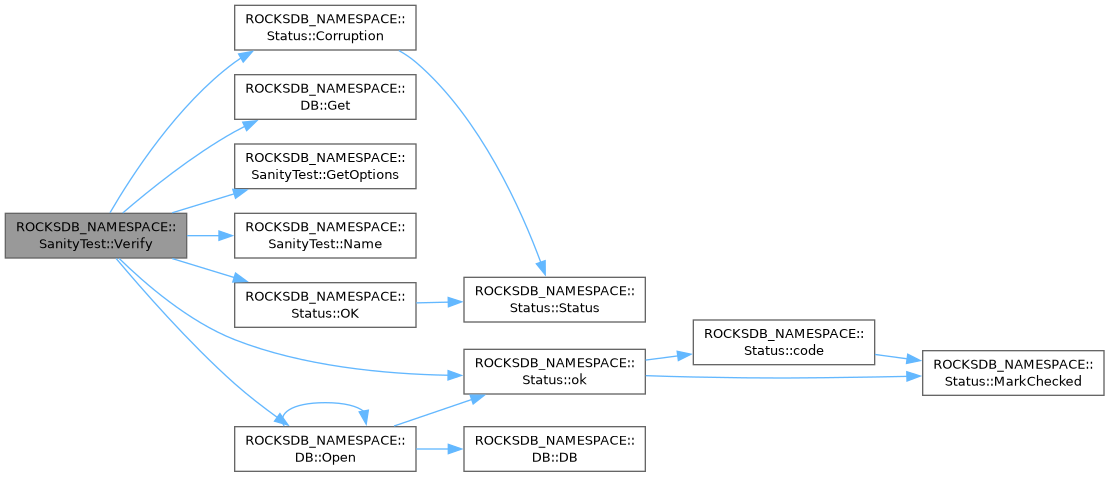 ROCKSDB_NAMESPACE::
SanityTest::Verify
ROCKSDB_NAMESPACE::
Status::Corruption
ROCKSDB_NAMESPACE::
DB::Get
ROCKSDB_NAMESPACE::
SanityTest::GetOptions
ROCKSDB_NAMESPACE::
SanityTest::Name
ROCKSDB_NAMESPACE::
Status::OK
ROCKSDB_NAMESPACE::
DB::Open
ROCKSDB_NAMESPACE::
Status::Status
ROCKSDB_NAMESPACE::
Status::ok
ROCKSDB_NAMESPACE::
DB::DB
ROCKSDB_NAMESPACE::
Status::code
ROCKSDB_NAMESPACE::
Status::MarkChecked